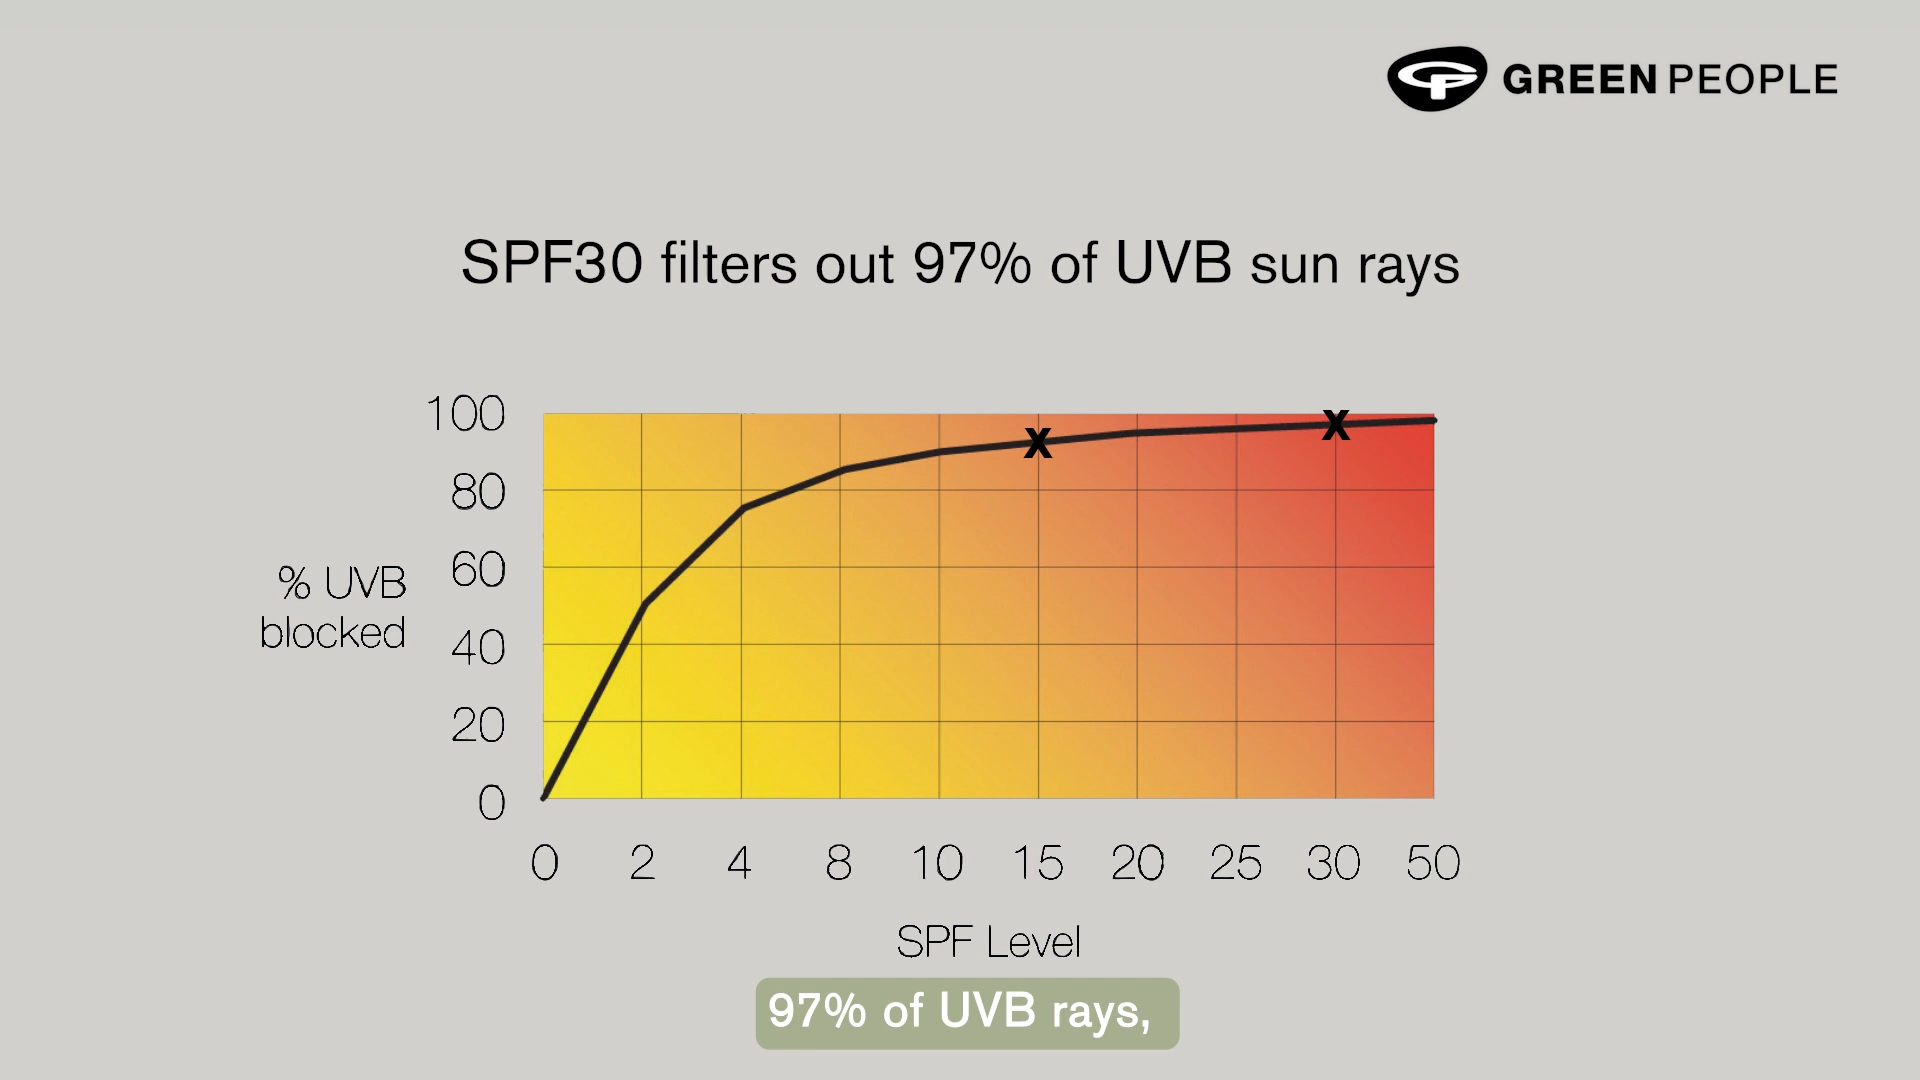 GREEN PEOPLE
SPF30 filters out 97% of UVB sun rays
100
80
60
40
20
0
% UVB
blocked
X
X
0 2 4 8 10 15 20 25 30 50
SPF Level
97% of UVB rays,